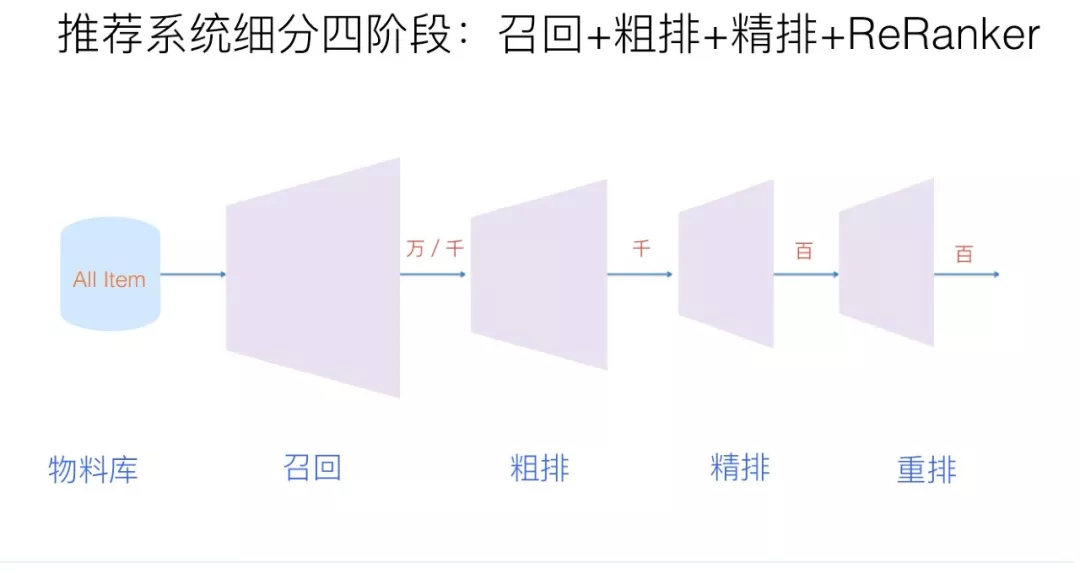 推荐系统细分四阶段：召回+粗排+精排+ReRanker
All Item
万 / 千
千
百
百
物料库
召回
粗排
精排
重排